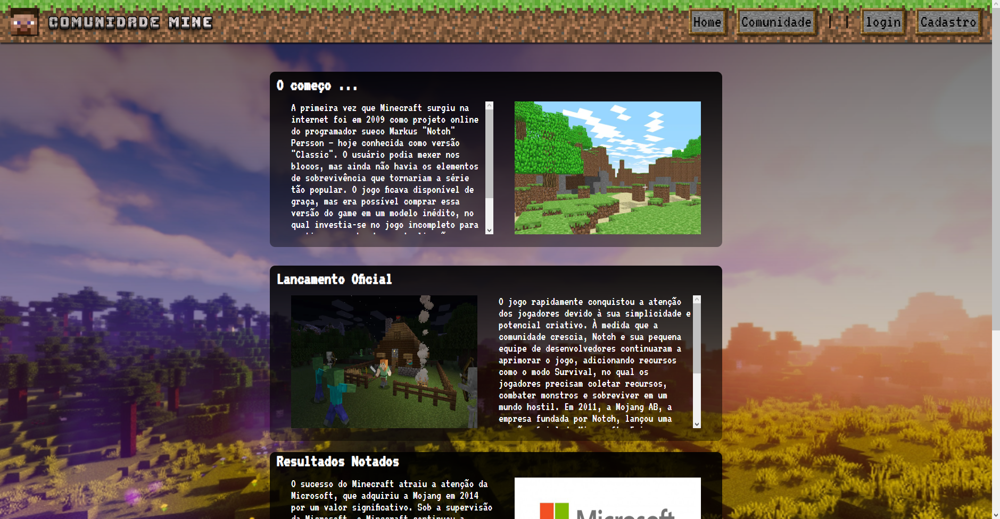 COMUNIDADE MINE
Home
Comunidade
| |
login
Cadastro
O começo ...
A primeira vez que Minecraft surgiu na
internet foi em 2009 como projeto online
do programador sueco Markus "Notch"
Persson – hoje conhecida como versão
"Classic". O usuário podia mexer nos
blocos, mas ainda não havia os elementos
de sobrevivência que tornariam a série
tão popular. O jogo ficava disponível de
graça, mas era possível comprar essa
versão do game em um modelo inédito, no
qual investia-se no jogo incompleto para
Lancamento Oficial
O jogo rapidamente conquistou a atenção
dos jogadores devido à sua simplicidade e
potencial criativo. À medida que a
comunidade crescia, Notch e sua pequena
equipe de desenvolvedores continuaram a
aprimorar o jogo, adicionando recursos
como o modo Survival, no qual os
jogadores precisam coletar recursos,
combater monstros e sobreviver em um
mundo hostil. Em 2011, a Mojang AB, a
empresa fundada por Notch, lançou uma
Resultados Notados
O sucesso do Minecraft atraiu a atenção da
Microsoft, que adquiriu a Mojang em 2014
por um valor significativo. Sob a supervisão
da Microsoft, o Minecraft continuou a
Microsoft